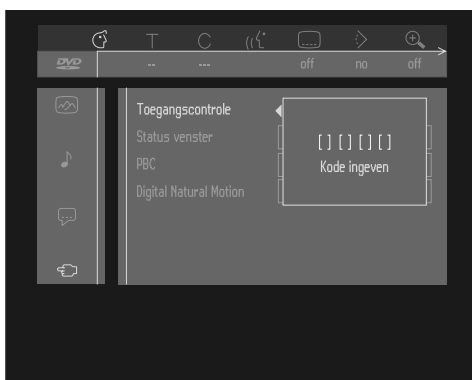 T C
DVD -- --- off no off
Toegangscontrole
Status venster
PBC
Digital Natural Motion
[ ] [ ] [ ] [ ]
Kode ingeven